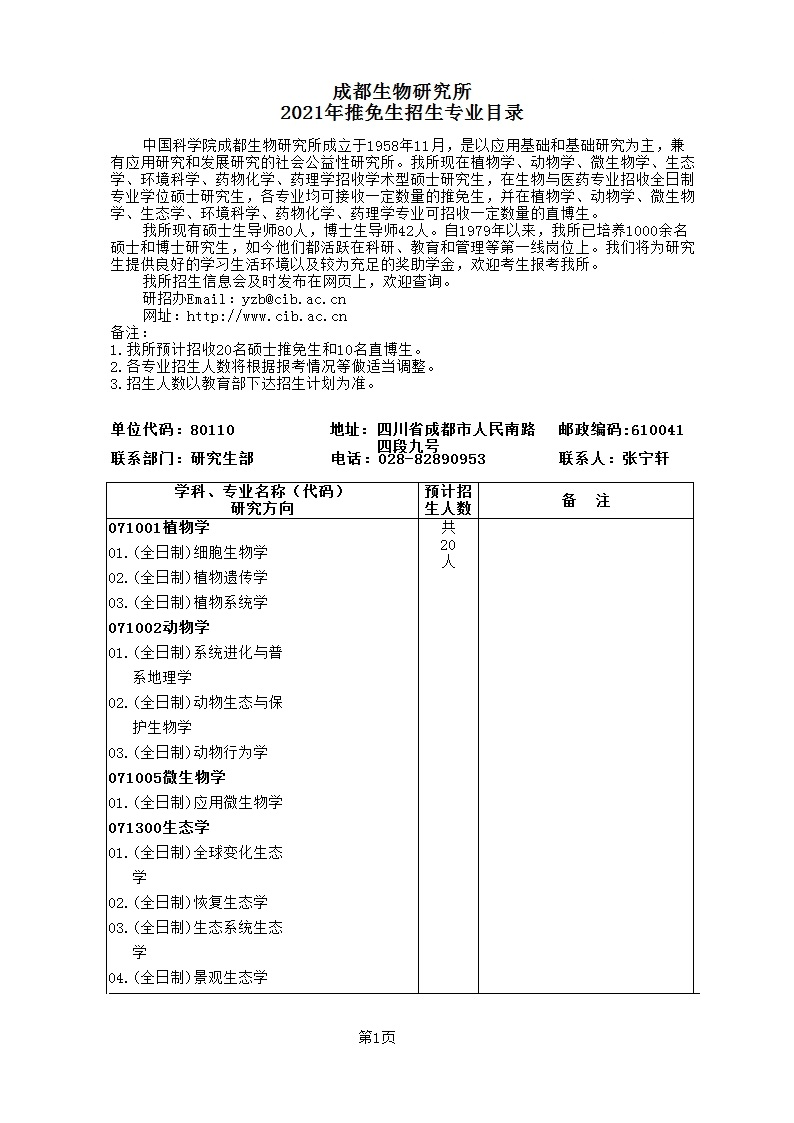 成都生物研究所
2021年推免生招生专业目录
中国科学院成都生物研究所成立于1958年11月，是以应用基础和基础研究为主，兼
有应用研究和发展研究的社会公益性研究所。我所现在植物学、动物学、微生物学、生态
学、环境科学、药物化学、药理学招收学术型硕士研究生，在生物与医药专业招收全日制
专业学位硕士研究生，各专业均可接收一定数量的推免生，并在植物学、动物学、微生物
学、生态学、环境科学、药物化学、药理学专业可招收一定数量的直博生。
我所现有硕士生导师80人，博士生导师42人。自1979年以来，我所已培养1000余名
硕士和博士研究生，如今他们都活跃在科研、教育和管理等第一线岗位上。我们将为研究
生提供良好的学习生活环境以及较为充足的奖助学金，欢迎考生报考我所。
我所招生信息会及时发布在网页上，欢迎查询。
研招办Email：yzb@cib.ac.cn
网址：http://www.cib.ac.cn
备注：
1.我所预计招收20名硕士推免生和10名直博生。
2.各专业招生人数将根据报考情况等做适当调整。
3.招生人数以教育部下达招生计划为准。
单位代码：80110 地址：四川省成都市人民南路 邮政编码:610041
四段九号
联系部门：研究生部 电话：028-82890953 联系人：张宁轩
学科、专业名称（代码） 预计招 备 注
研究方向 生人数
071001植物学 共
01.(全日制)细胞生物学 20
02.(全日制)植物遗传学 人
03.(全日制)植物系统学
071002动物学
01.(全日制)系统进化与普
系地理学
02.(全日制)动物生态与保
护生物学
03.(全日制)动物行为学
071005微生物学
01.(全日制)应用微生物学
071300生态学
01.(全日制)全球变化生态
学
02.(全日制)恢复生态学
03.(全日制)生态系统生态
学
04.(全日制)景观生态学
第1页